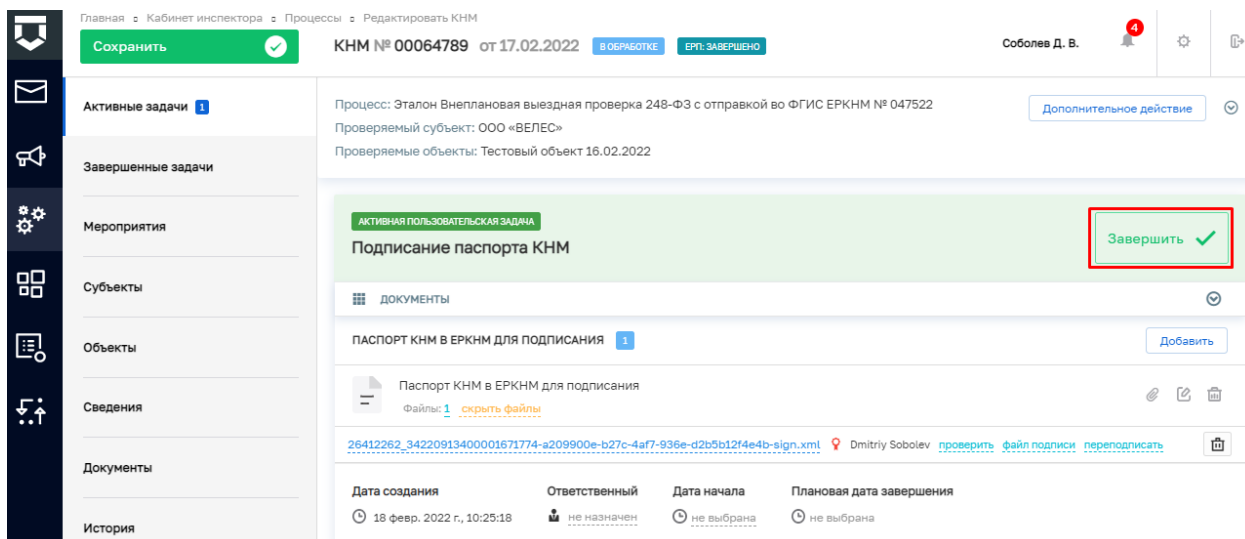 Главная Кабинет инспектора Процессы Редактировать КНМ
Сохранить
КНМ № 00064789 от 17.02.2022 В ОБРАБОТКЕ ЕРП: ЗАВЕРШЕНО
Соболев Д. В.
4
Активные задачи 1
Завершенные задачи
Мероприятия
Субъекты
Объекты
Сведения
Документы
История
Процесс: Эталон Внеплановая выездная проверка 248-ФЗ с отправкой во ФГИС ЕРКНМ № 047522
Проверяемый субъект: ООО «ВЕЛЕС»
Проверяемые объекты: Тестовый объект 16.02.2022
Дополнительное действие
АКТИВНАЯ ПОЛЬЗОВАТЕЛЬСКАЯ ЗАДАЧА
Подписание паспорта КНМ
Завершить
ДОКУМЕНТЫ
ПАСПОРТ КНМ В ЕРКНМ ДЛЯ ПОДПИСАНИЯ 1
Добавить
Паспорт КНМ в ЕРКНМ для подписания
Файлы: 1 скрыть файлы
26412262_34220913400001671774-a209900e-b27c-4af7-936e-d2b5b12f4e4b-sign.xml Dmitriy Sobolev проверить файл подписи переподписать
Дата создания Ответственный Дата начала Плановая дата завершения
18 февр. 2022 г., 10:25:18 не назначен не выбрана не выбрана